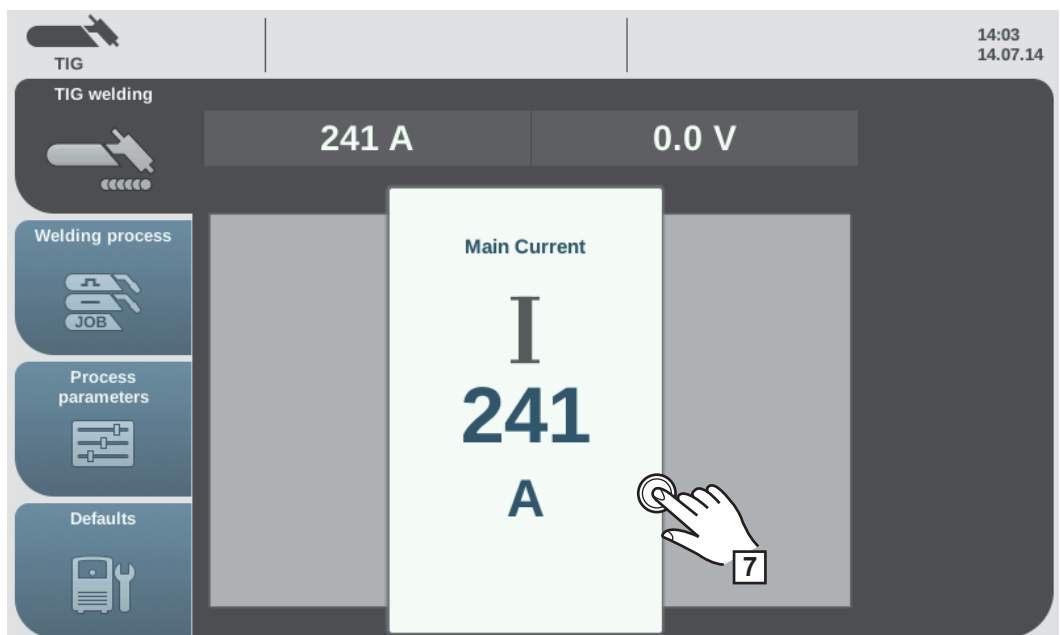 TIG
14:03
14.07.14
TIG welding
241 A
0.0 V
Welding process
JOB
Process
parameters
Defaults
Main Current
I
241
A
7